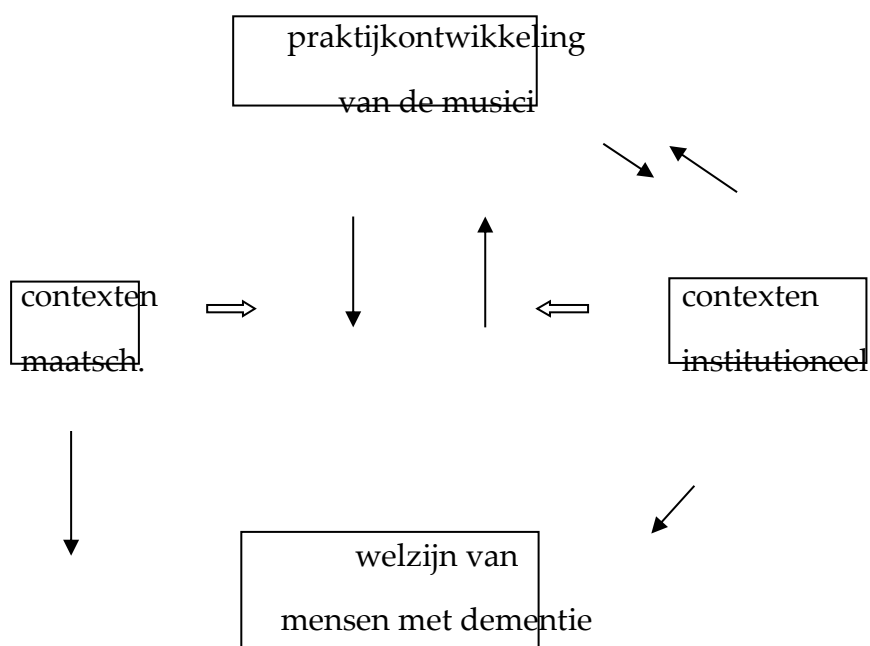 praktijkontwikkeling
van de musici
contexten
maatsch.
contexten
institutioneel
welzijn van
mensen met dementie